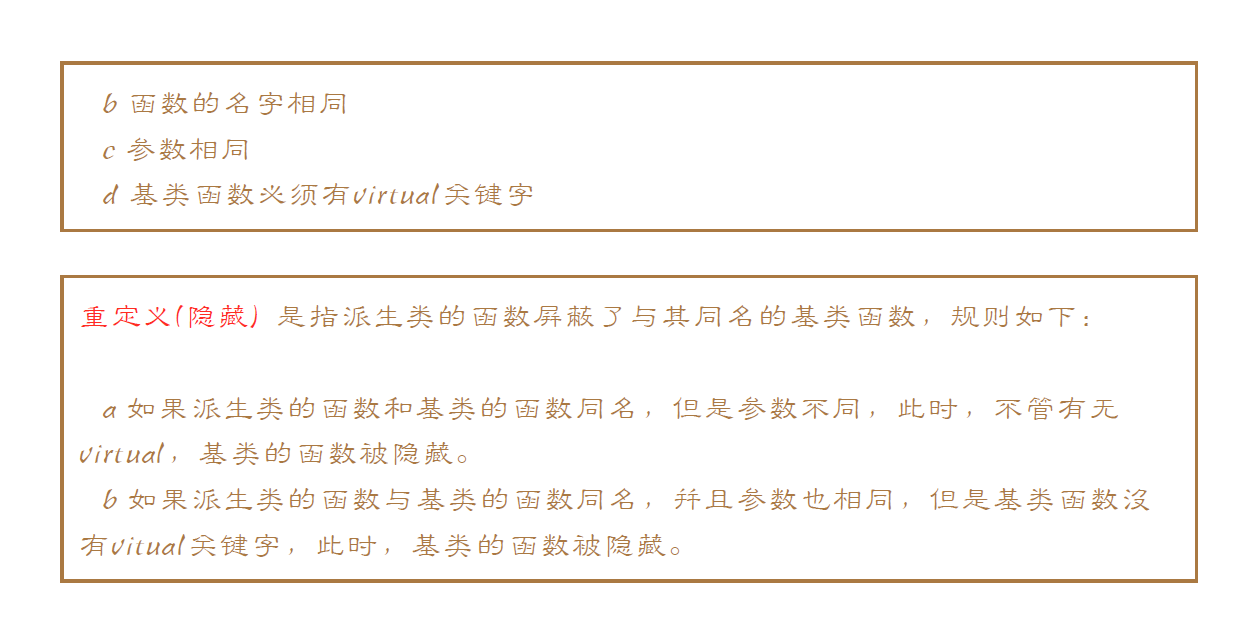 b 函数的名字相同
c 参数相同
d 基类函数必须有virtual关键字
重定义(隐藏) 是指派生类的函数屏蔽了与其同名的基类函数，规则如下：
a 如果派生类的函数和基类的函数同名，但是参数不同，此时，不管有无
virtual，基类的函数被隐藏。
b 如果派生类的函数与基类的函数同名，并且参数也相同，但是基类函数没
有vitual关键字，此时，基类的函数被隐藏。